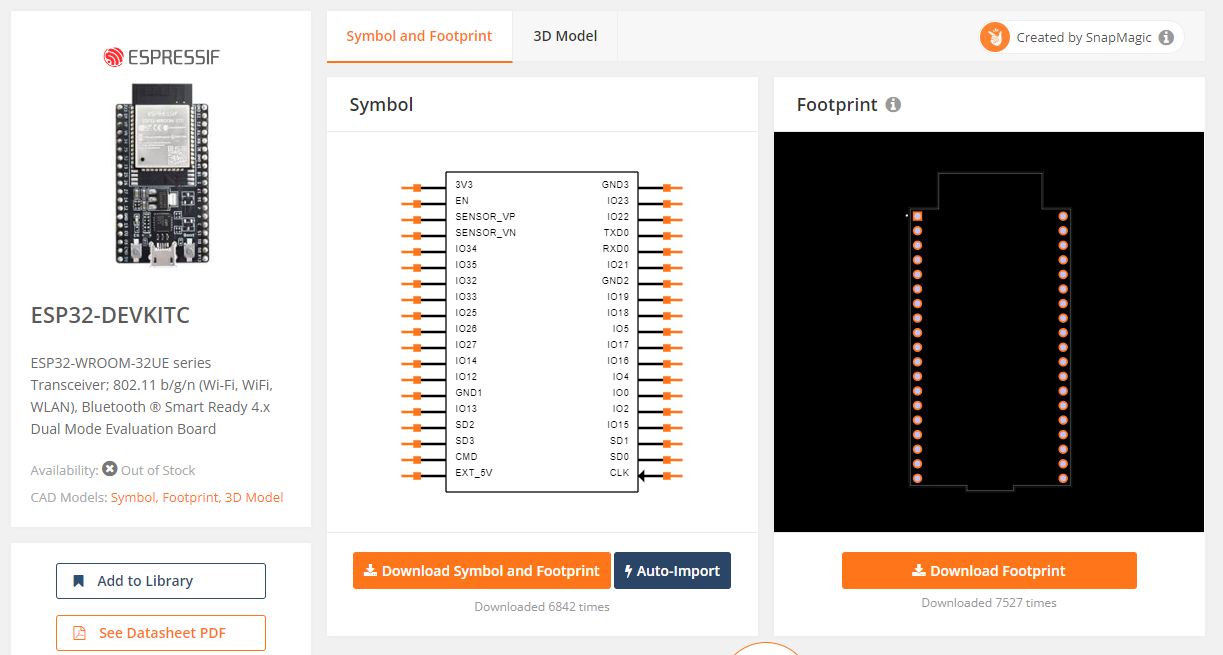 ESPRESSIF
ESP32-DEVKITC
ESP32-WROOM-32UE series
Transceiver; 802.11 b/g/n (Wi-Fi, WiFi,
WLAN), Bluetooth ® Smart Ready 4.x
Dual Mode Evaluation Board
Availability: Out of Stock
CAD Models: Symbol, Footprint, 3D Model
Add to Library
See Datasheet PDF
Symbol and Footprint
3D Model
Created by SnapMagic
Symbol
3V3 GND3
EN IO23
SENSOR_VP IO22
SENSOR_VN TXD0
IO34 RXD0
IO35 IO21
IO32 GND2
IO33 IO19
IO25 IO18
IO26 IO5
IO27 IO17
IO14 IO16
IO12 IO4
GND1 IO0
IO13 IO2
SD2 IO15
SD3 SD1
CMD SD0
EXT_5V CLK
Download Symbol and Footprint
Auto-Import
Downloaded 6842 times
Footprint
Download Footprint
Downloaded 7527 times